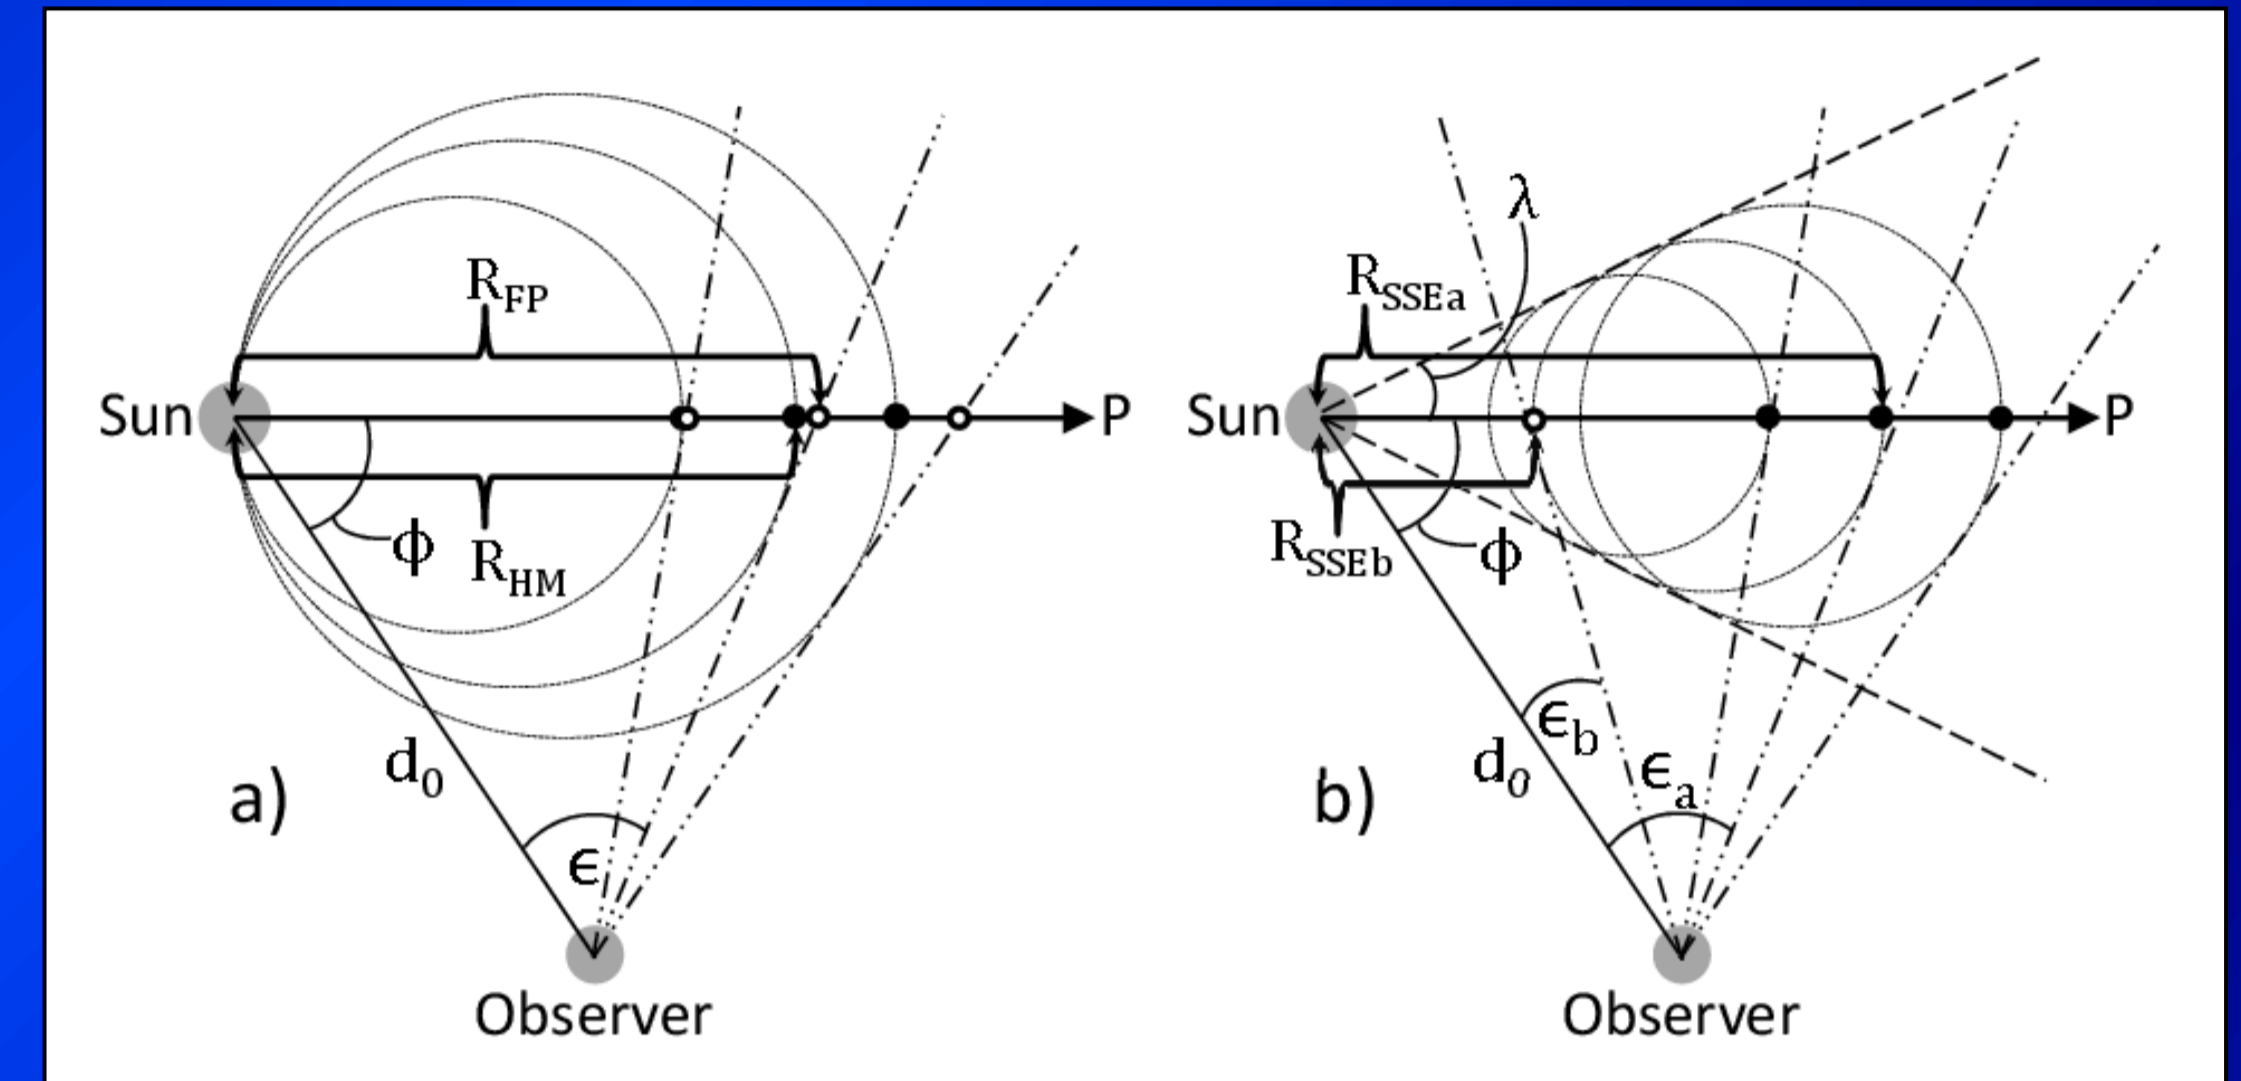 R_FP
Sun
P
ϕ
R_HM
d_0
a)
ϵ
Observer
λ
R_SSEa
Sun
P
R_SSEb
ϕ
ϵ_b
d_0
ϵ_a
b)
Observer